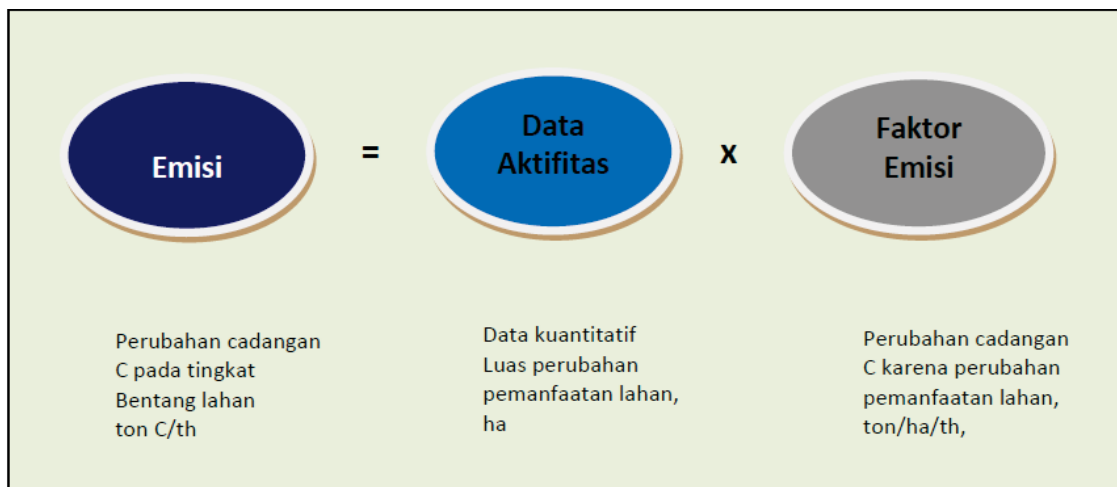 Emisi
=
Data
Aktifitas
x
Faktor
Emisi
Perubahan cadangan
C pada tingkat
Bentang lahan
ton C/th
Data kuantitatif
Luas perubahan
pemanfaatan lahan,
ha
Perubahan cadangan
C karena perubahan
pemanfaatan lahan,
ton/ha/th,